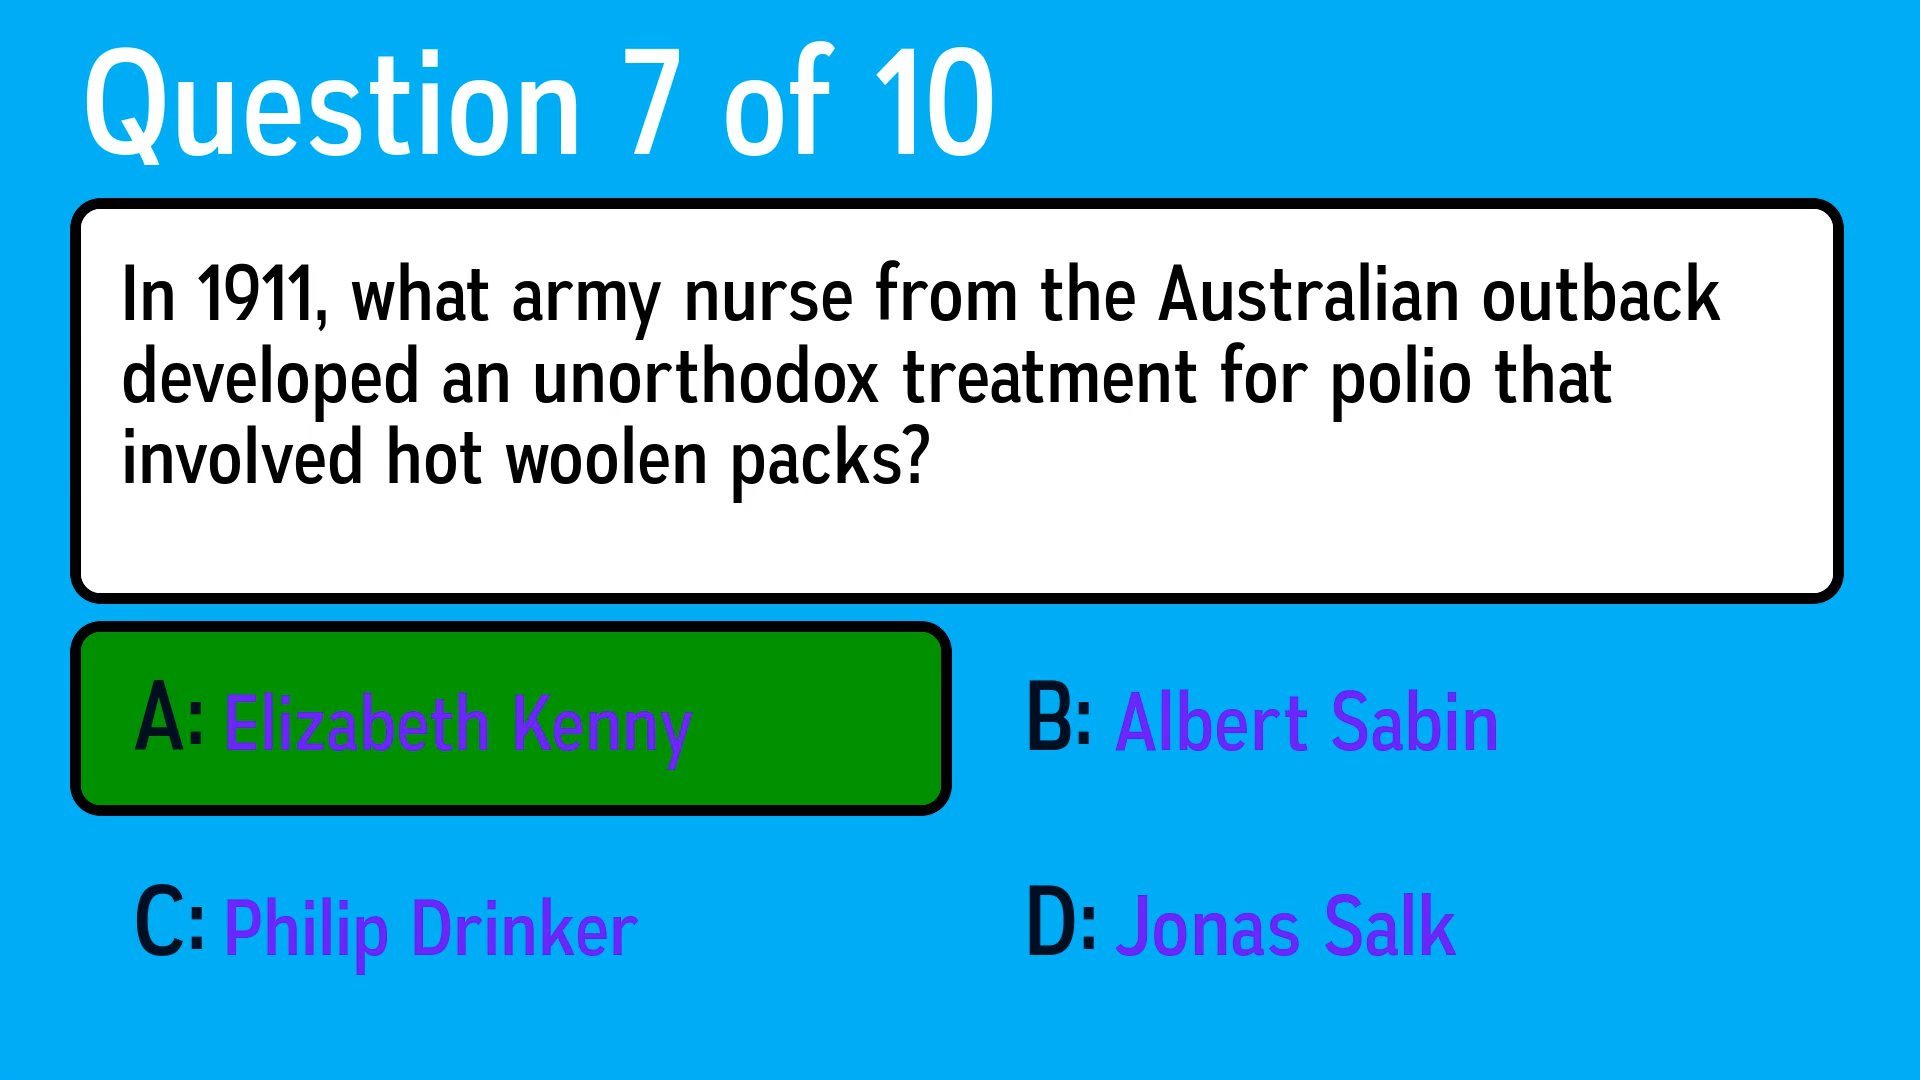 Question 7 of 10
In 1911, what army nurse from the Australian outback
developed an unorthodox treatment for polio that
involved hot woolen packs?
A: Elizabeth Kenny
B: Albert Sabin
C: Philip Drinker
D: Jonas Salk